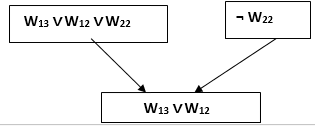 W₁₃ ∨ W₁₂ ∨ W₂₂
¬ W₂₂
W₁₃ ∨ W₁₂